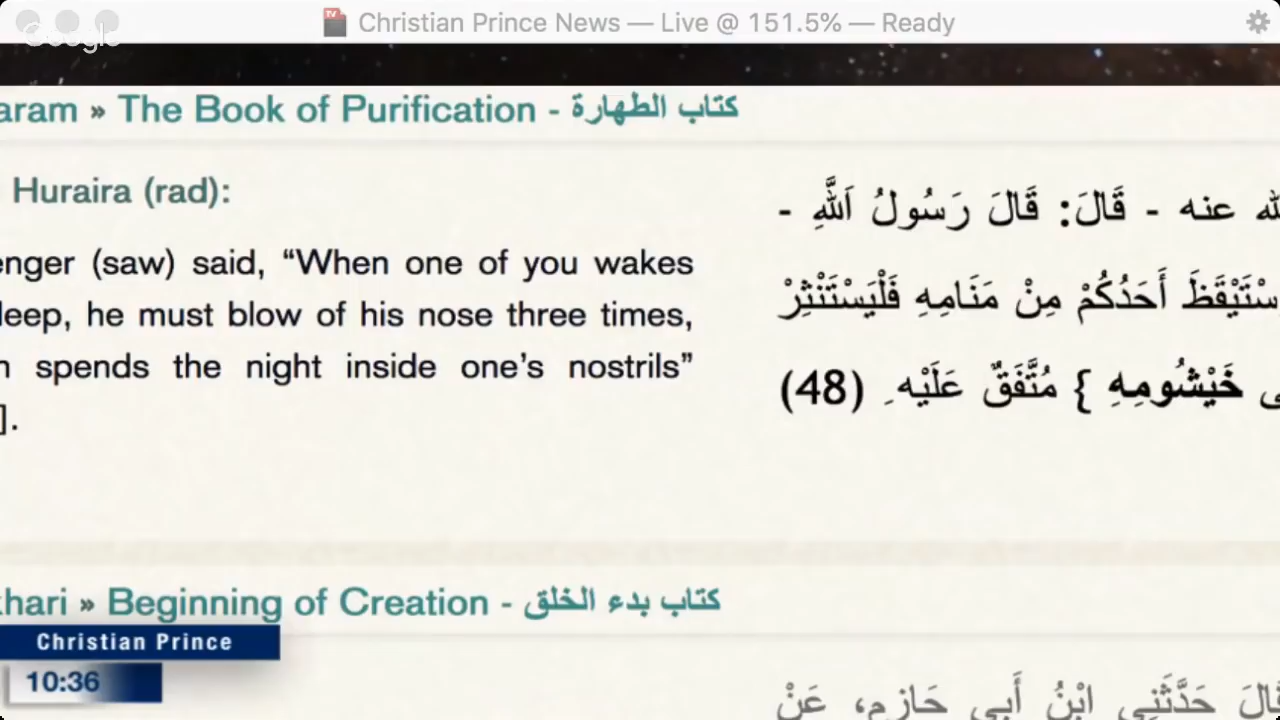 Christian Prince News — Live @ 151.5% — Ready
Google
aram » The Book of Purification - كتاب الطهارة
Huraira (rad):
لله عنه - قَالَ: قَالَ رَسُولُ اَللَّهِ -
enger (saw) said, “When one of you wakes
سْتَيْقَظَ أَحَدُكُمْ مِنْ مَنَامِهِ فَلْيَسْتَنْثِرْ
leep, he must blow of his nose three times,
n spends the night inside one’s nostrils”
ى خَيْشُومِهِ } مُتَّفَقٌ عَلَيْه ِ (48)
].
khari » Beginning of Creation - كتاب بدء الخلق
Christian Prince
10:36
قَالَ حَدَّثَنِي ابْنُ أَبِي حَازِمٍ، عَنْ